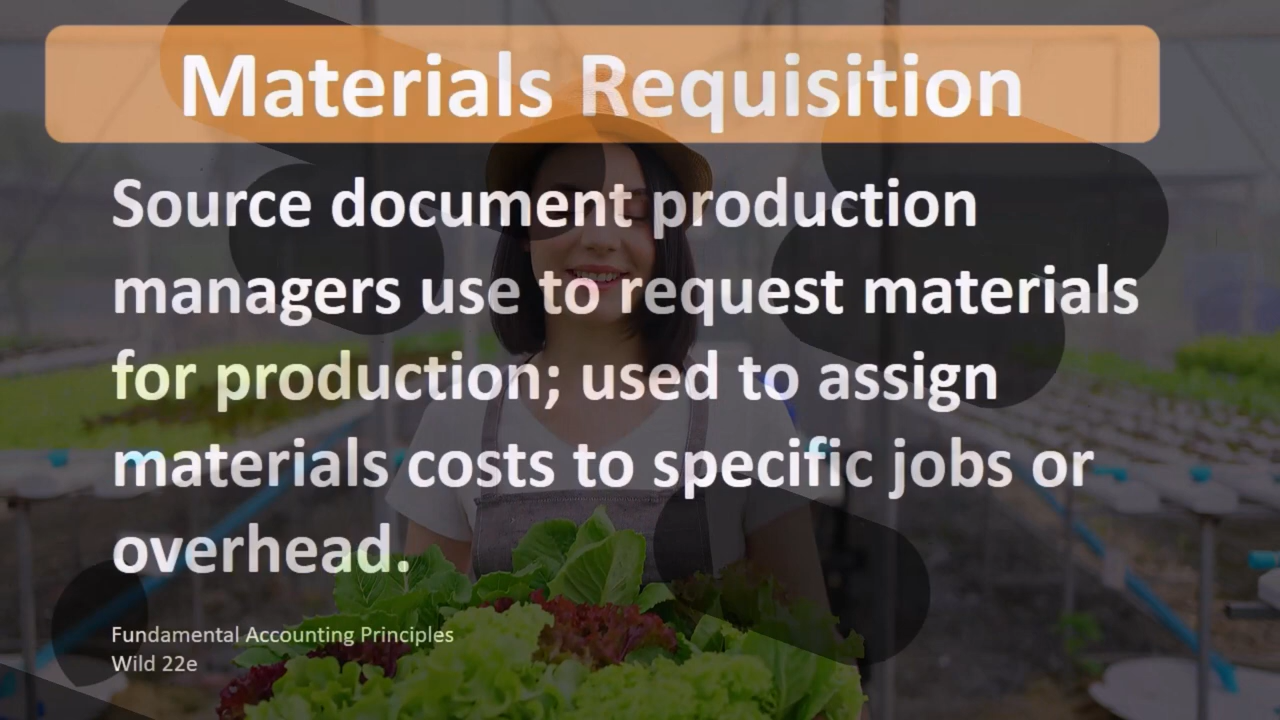 Materials Requisition
Source document production
managers use to request materials
for production; used to assign
materials costs to specific jobs or
overhead.
Fundamental Accounting Principles
Wild 22e